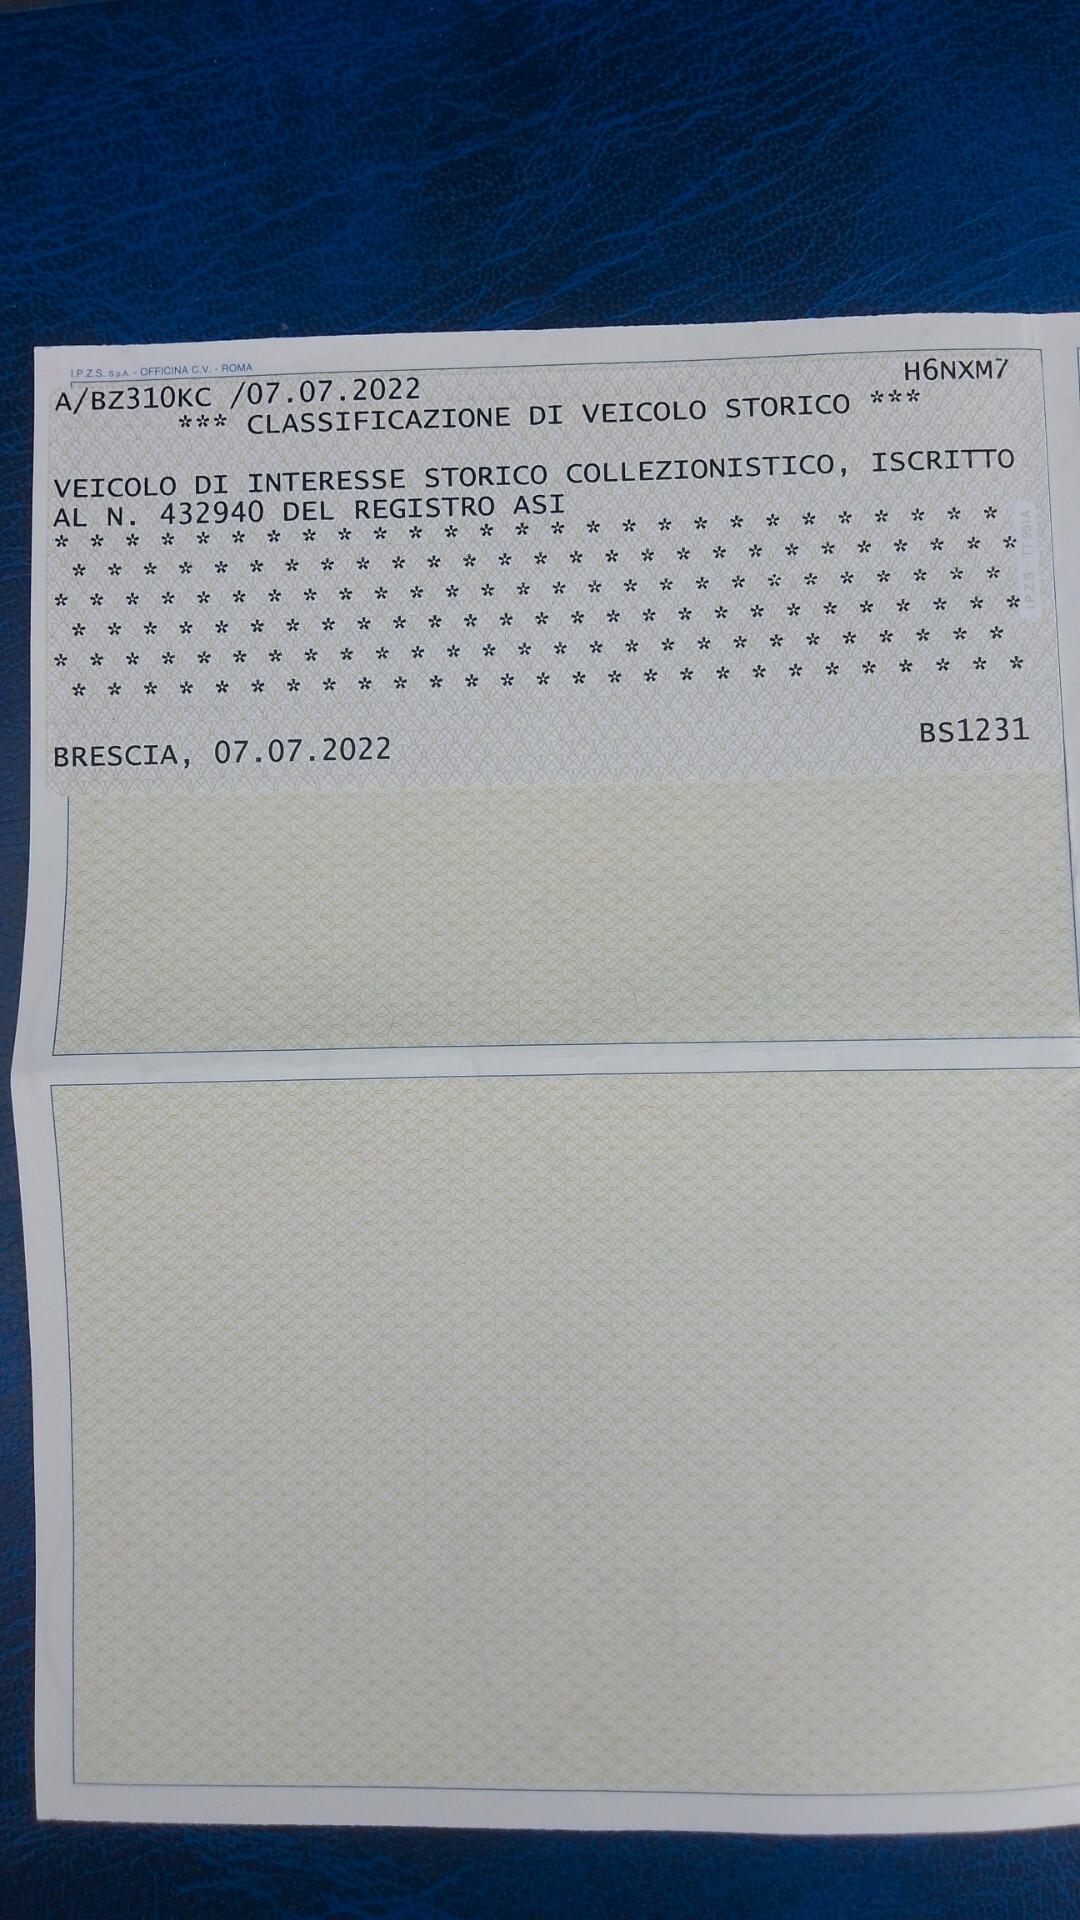 I.P.Z.S. S.p.A. - OFFICINA C.V. - ROMA
A/BZ310KC /07.07.2022 H6NXM7
*** CLASSIFICAZIONE DI VEICOLO STORICO ***
VEICOLO DI INTERESSE STORICO COLLEZIONISTICO, ISCRITTO
AL N. 432940 DEL REGISTRO ASI
* * * * * * * * * * * * * * * * * * * * * * * * * * *
* * * * * * * * * * * * * * * * * * * * * * * * * * *
* * * * * * * * * * * * * * * * * * * * * * * * * * *
* * * * * * * * * * * * * * * * * * * * * * * * * * *
* * * * * * * * * * * * * * * * * * * * * * * * * * *
* * * * * * * * * * * * * * * * * * * * * * * * * * *
BRESCIA, 07.07.2022 BS1231